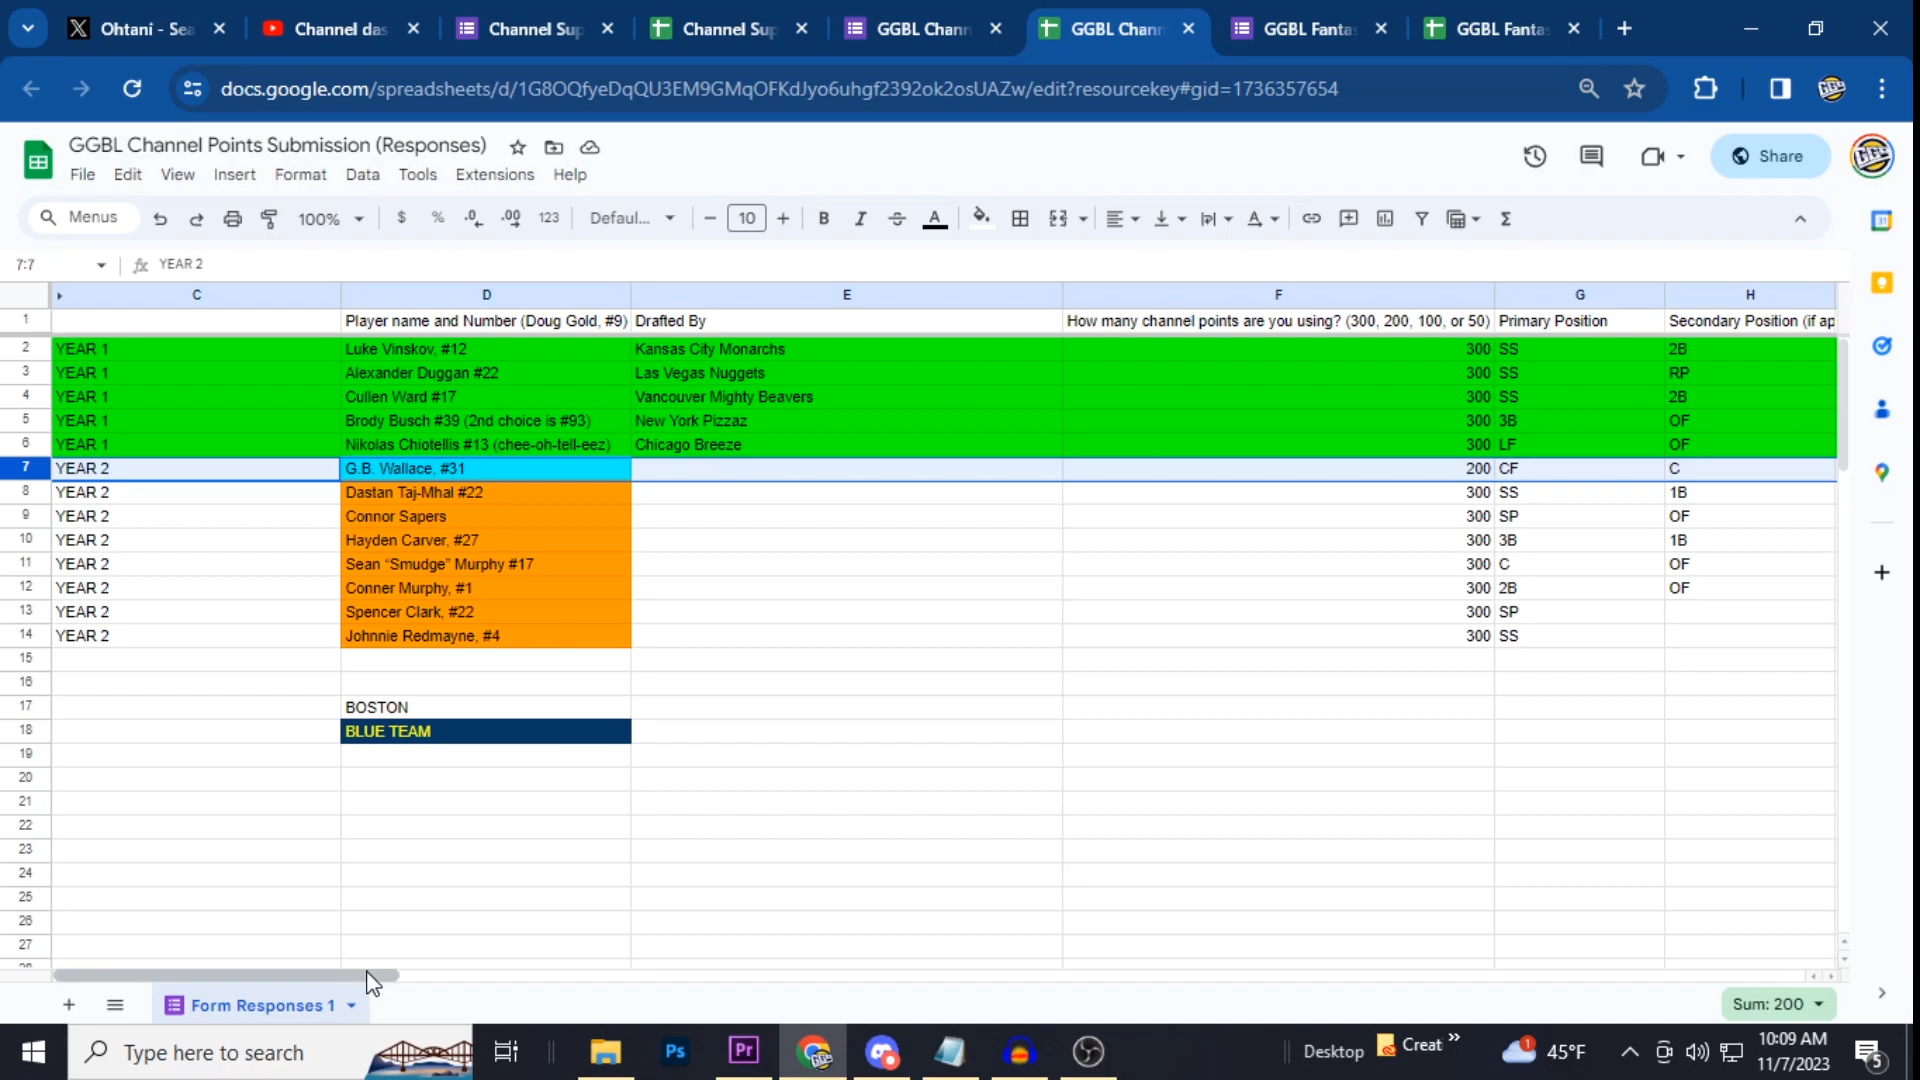 Ohtani - Sea
Channel das
Channel Sup
Channel Sup
GGBL Chann
GGBL Chann
GGBL Fanta
GGBL Fanta
docs.google.com/spreadsheets/d/1G8OQfyeDqQU3EM9GMqOFKdJyo6uhgf2392ok2osUAZw/edit?resourcekey#gid=1736357654
GGBL Channel Points Submission (Responses)
File Edit View Insert Format Data Tools Extensions Help
Share
Menus 100% $ % .0 .00 123 Defaul... 10 B I A Σ
7:7 fx YEAR 2
C D E F G H
1 Player name and Number (Doug Gold, #9) Drafted By How many channel points are you using? (300, 200, 100, or 50) Primary Position Secondary Position (if ap
2 YEAR 1 Luke Vinskov, #12 Kansas City Monarchs 300 SS 2B
3 YEAR 1 Alexander Duggan #22 Las Vegas Nuggets 300 SS RP
4 YEAR 1 Cullen Ward #17 Vancouver Mighty Beavers 300 SS 2B
5 YEAR 1 Brody Busch #39 (2nd choice is #93) New York Pizzaz 300 3B OF
6 YEAR 1 Nikolas Chiotellis #13 (chee-oh-tell-eez) Chicago Breeze 300 LF OF
7 YEAR 2 G.B. Wallace, #31 200 CF C
8 YEAR 2 Dastan Taj-Mhal #22 300 SS 1B
9 YEAR 2 Connor Sapers 300 SP OF
10 YEAR 2 Hayden Carver, #27 300 3B 1B
11 YEAR 2 Sean “Smudge” Murphy #17 300 C OF
12 YEAR 2 Conner Murphy, #1 300 2B OF
13 YEAR 2 Spencer Clark, #22 300 SP
14 YEAR 2 Johnnie Redmayne, #4 300 SS
15
16
17 BOSTON
18 BLUE TEAM
19
20
21
22
23
24
25
26
27
28
Form Responses 1
Sum: 200
Type here to search
Ps
Pr
Desktop
Creat
1
45°F
10:09 AM
11/7/2023
5